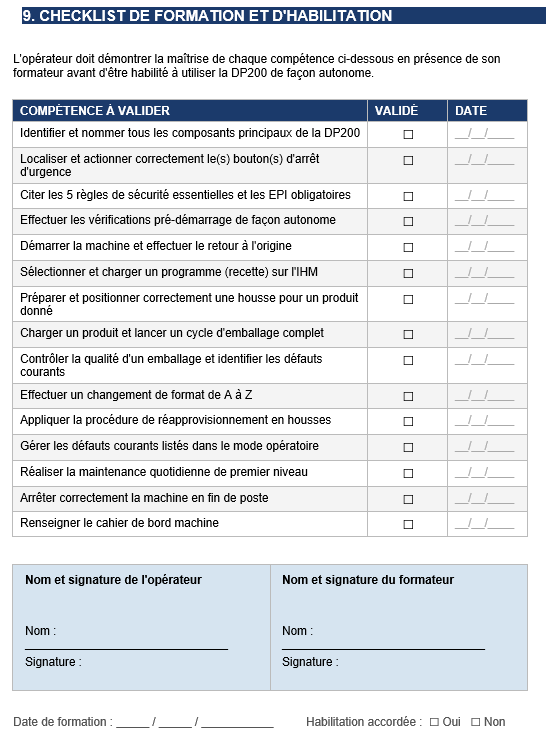 9. CHECKLIST DE FORMATION ET D'HABILITATION
L'opérateur doit démontrer la maîtrise de chaque compétence ci-dessous en présence de son
formateur avant d'être habilité à utiliser la DP200 de façon autonome.
COMPÉTENCE À VALIDER VALIDÉ DATE
Identifier et nommer tous les composants principaux de la DP200 ☐ __/__/____
Localiser et actionner correctement le(s) bouton(s) d'arrêt
d'urgence ☐ __/__/____
Citer les 5 règles de sécurité essentielles et les EPI obligatoires ☐ __/__/____
Effectuer les vérifications pré-démarrage de façon autonome ☐ __/__/____
Démarrer la machine et effectuer le retour à l'origine ☐ __/__/____
Sélectionner et charger un programme (recette) sur l'IHM ☐ __/__/____
Préparer et positionner correctement une housse pour un produit
donné ☐ __/__/____
Charger un produit et lancer un cycle d'emballage complet ☐ __/__/____
Contrôler la qualité d'un emballage et identifier les défauts
courants ☐ __/__/____
Effectuer un changement de format de A à Z ☐ __/__/____
Appliquer la procédure de réapprovisionnement en housses ☐ __/__/____
Gérer les défauts courants listés dans le mode opératoire ☐ __/__/____
Réaliser la maintenance quotidienne de premier niveau ☐ __/__/____
Arrêter correctement la machine en fin de poste ☐ __/__/____
Renseigner le cahier de bord machine ☐ __/__/____
Nom et signature de l'opérateur Nom et signature du formateur
Nom : Nom :
Signature : Signature :
Date de formation : _____ / _____ / ___________ Habilitation accordée : ☐ Oui ☐ Non